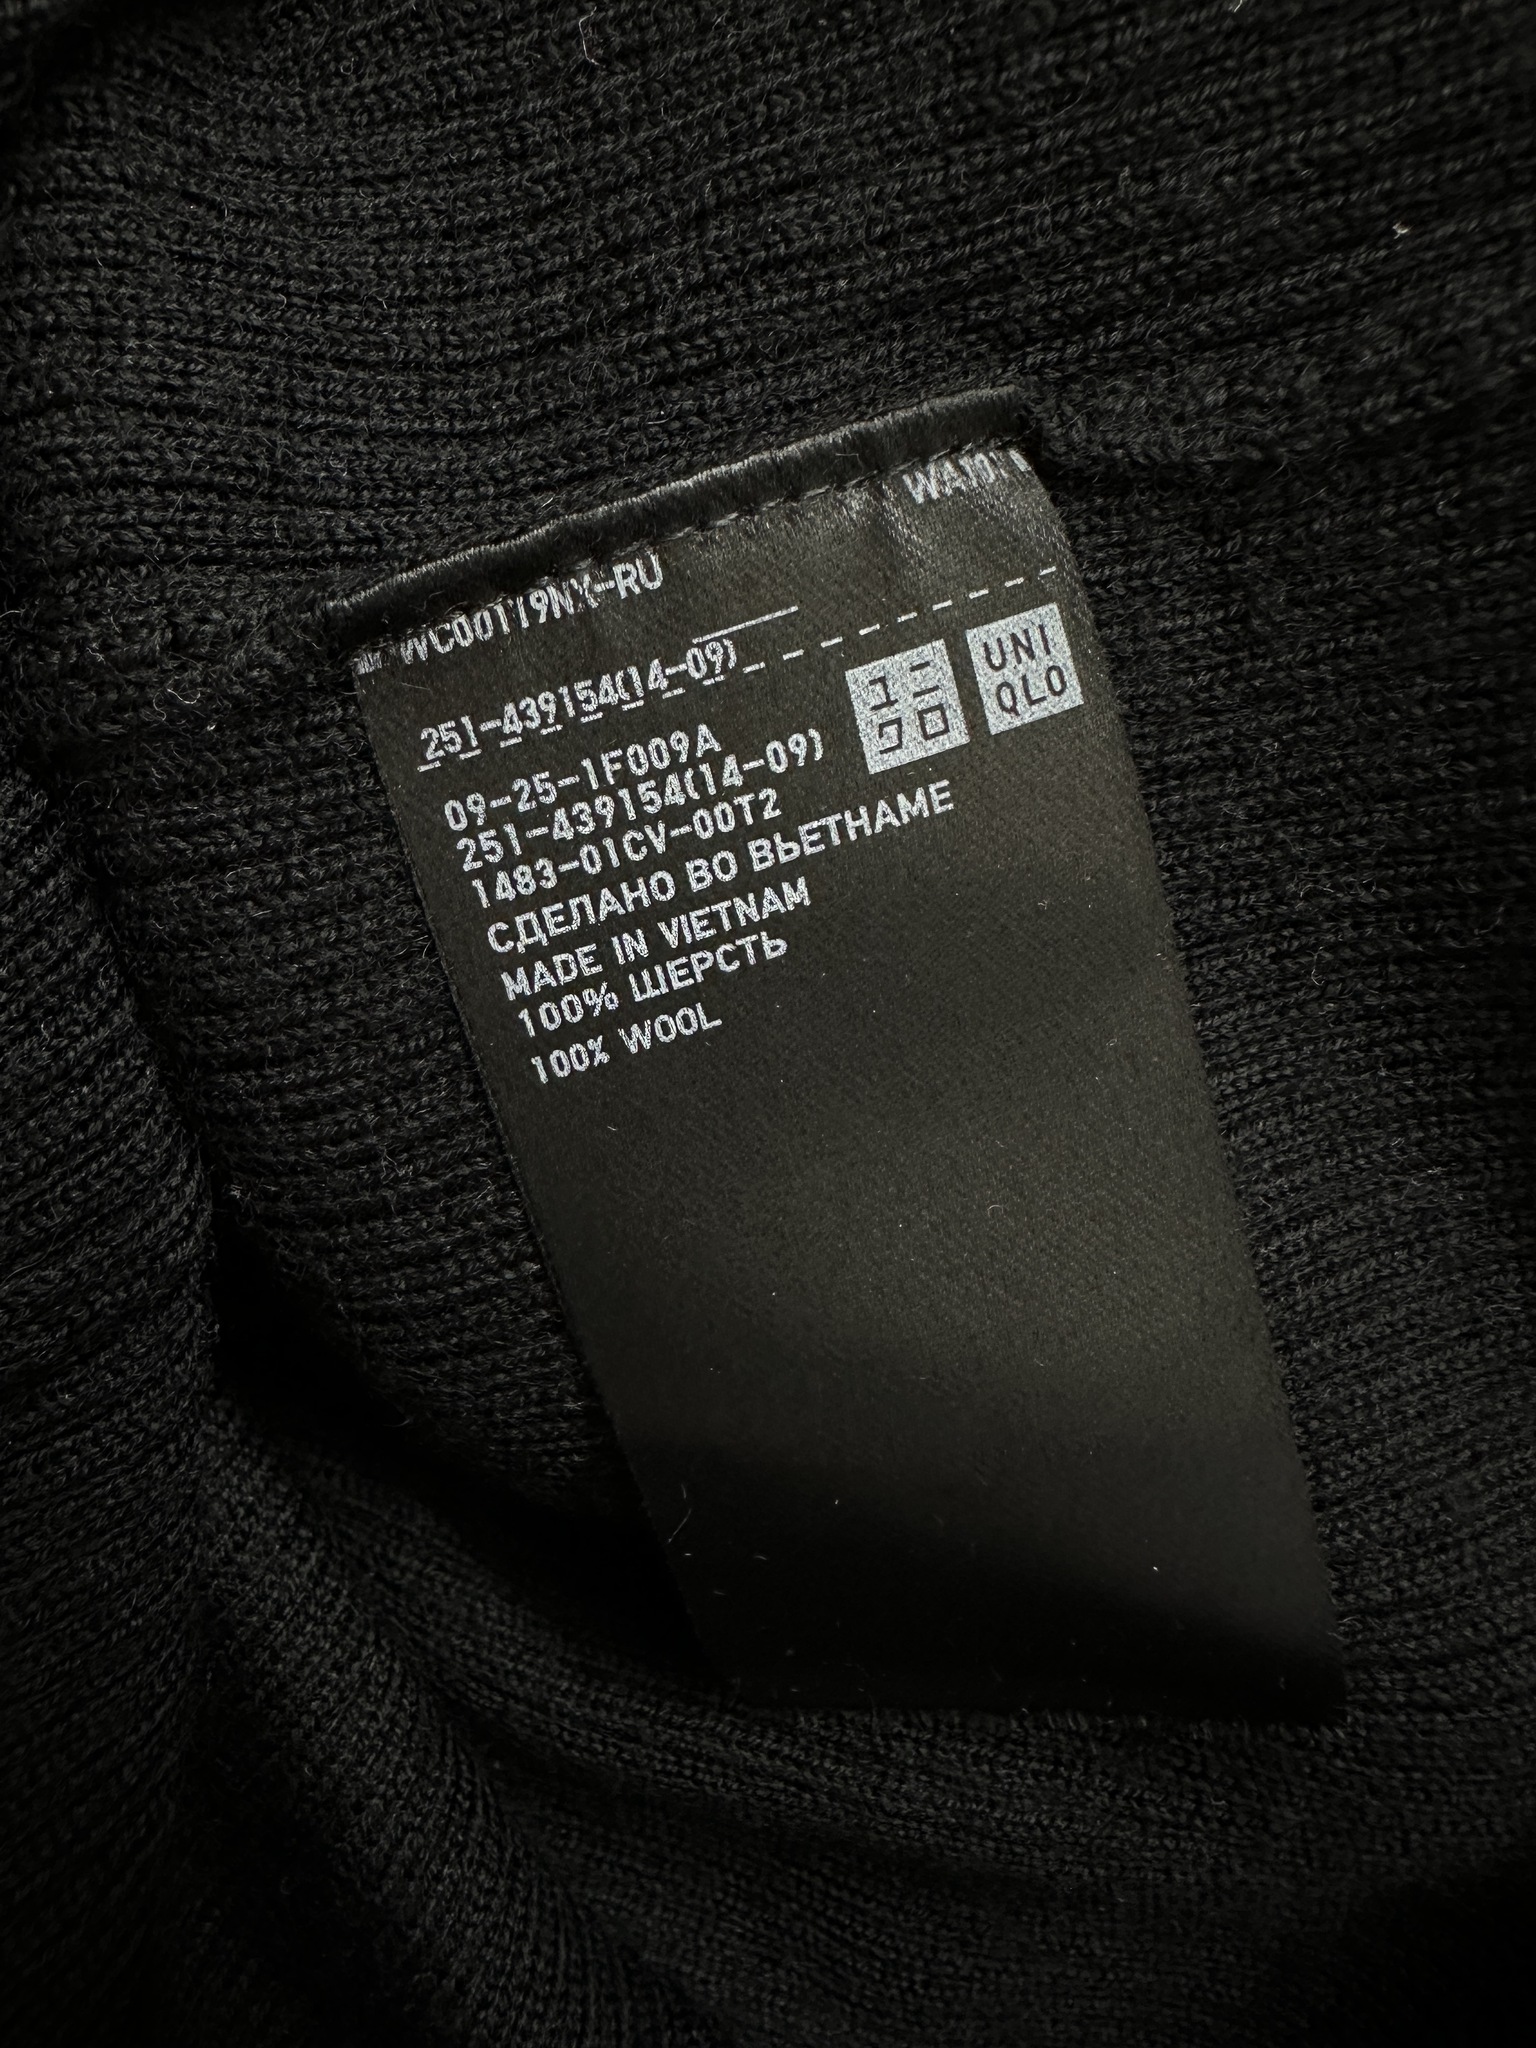 WC00119NX-RU
251-439154(14-09)
ユニ
クロ
UNI
QLO
09-25-1F009A
251-439154(14-09)
1483-01CV-00T2
СДЕЛАНО ВО ВЬЕТНАМЕ
MADE IN VIETNAM
100% ШЕРСТЬ
100% WOOL